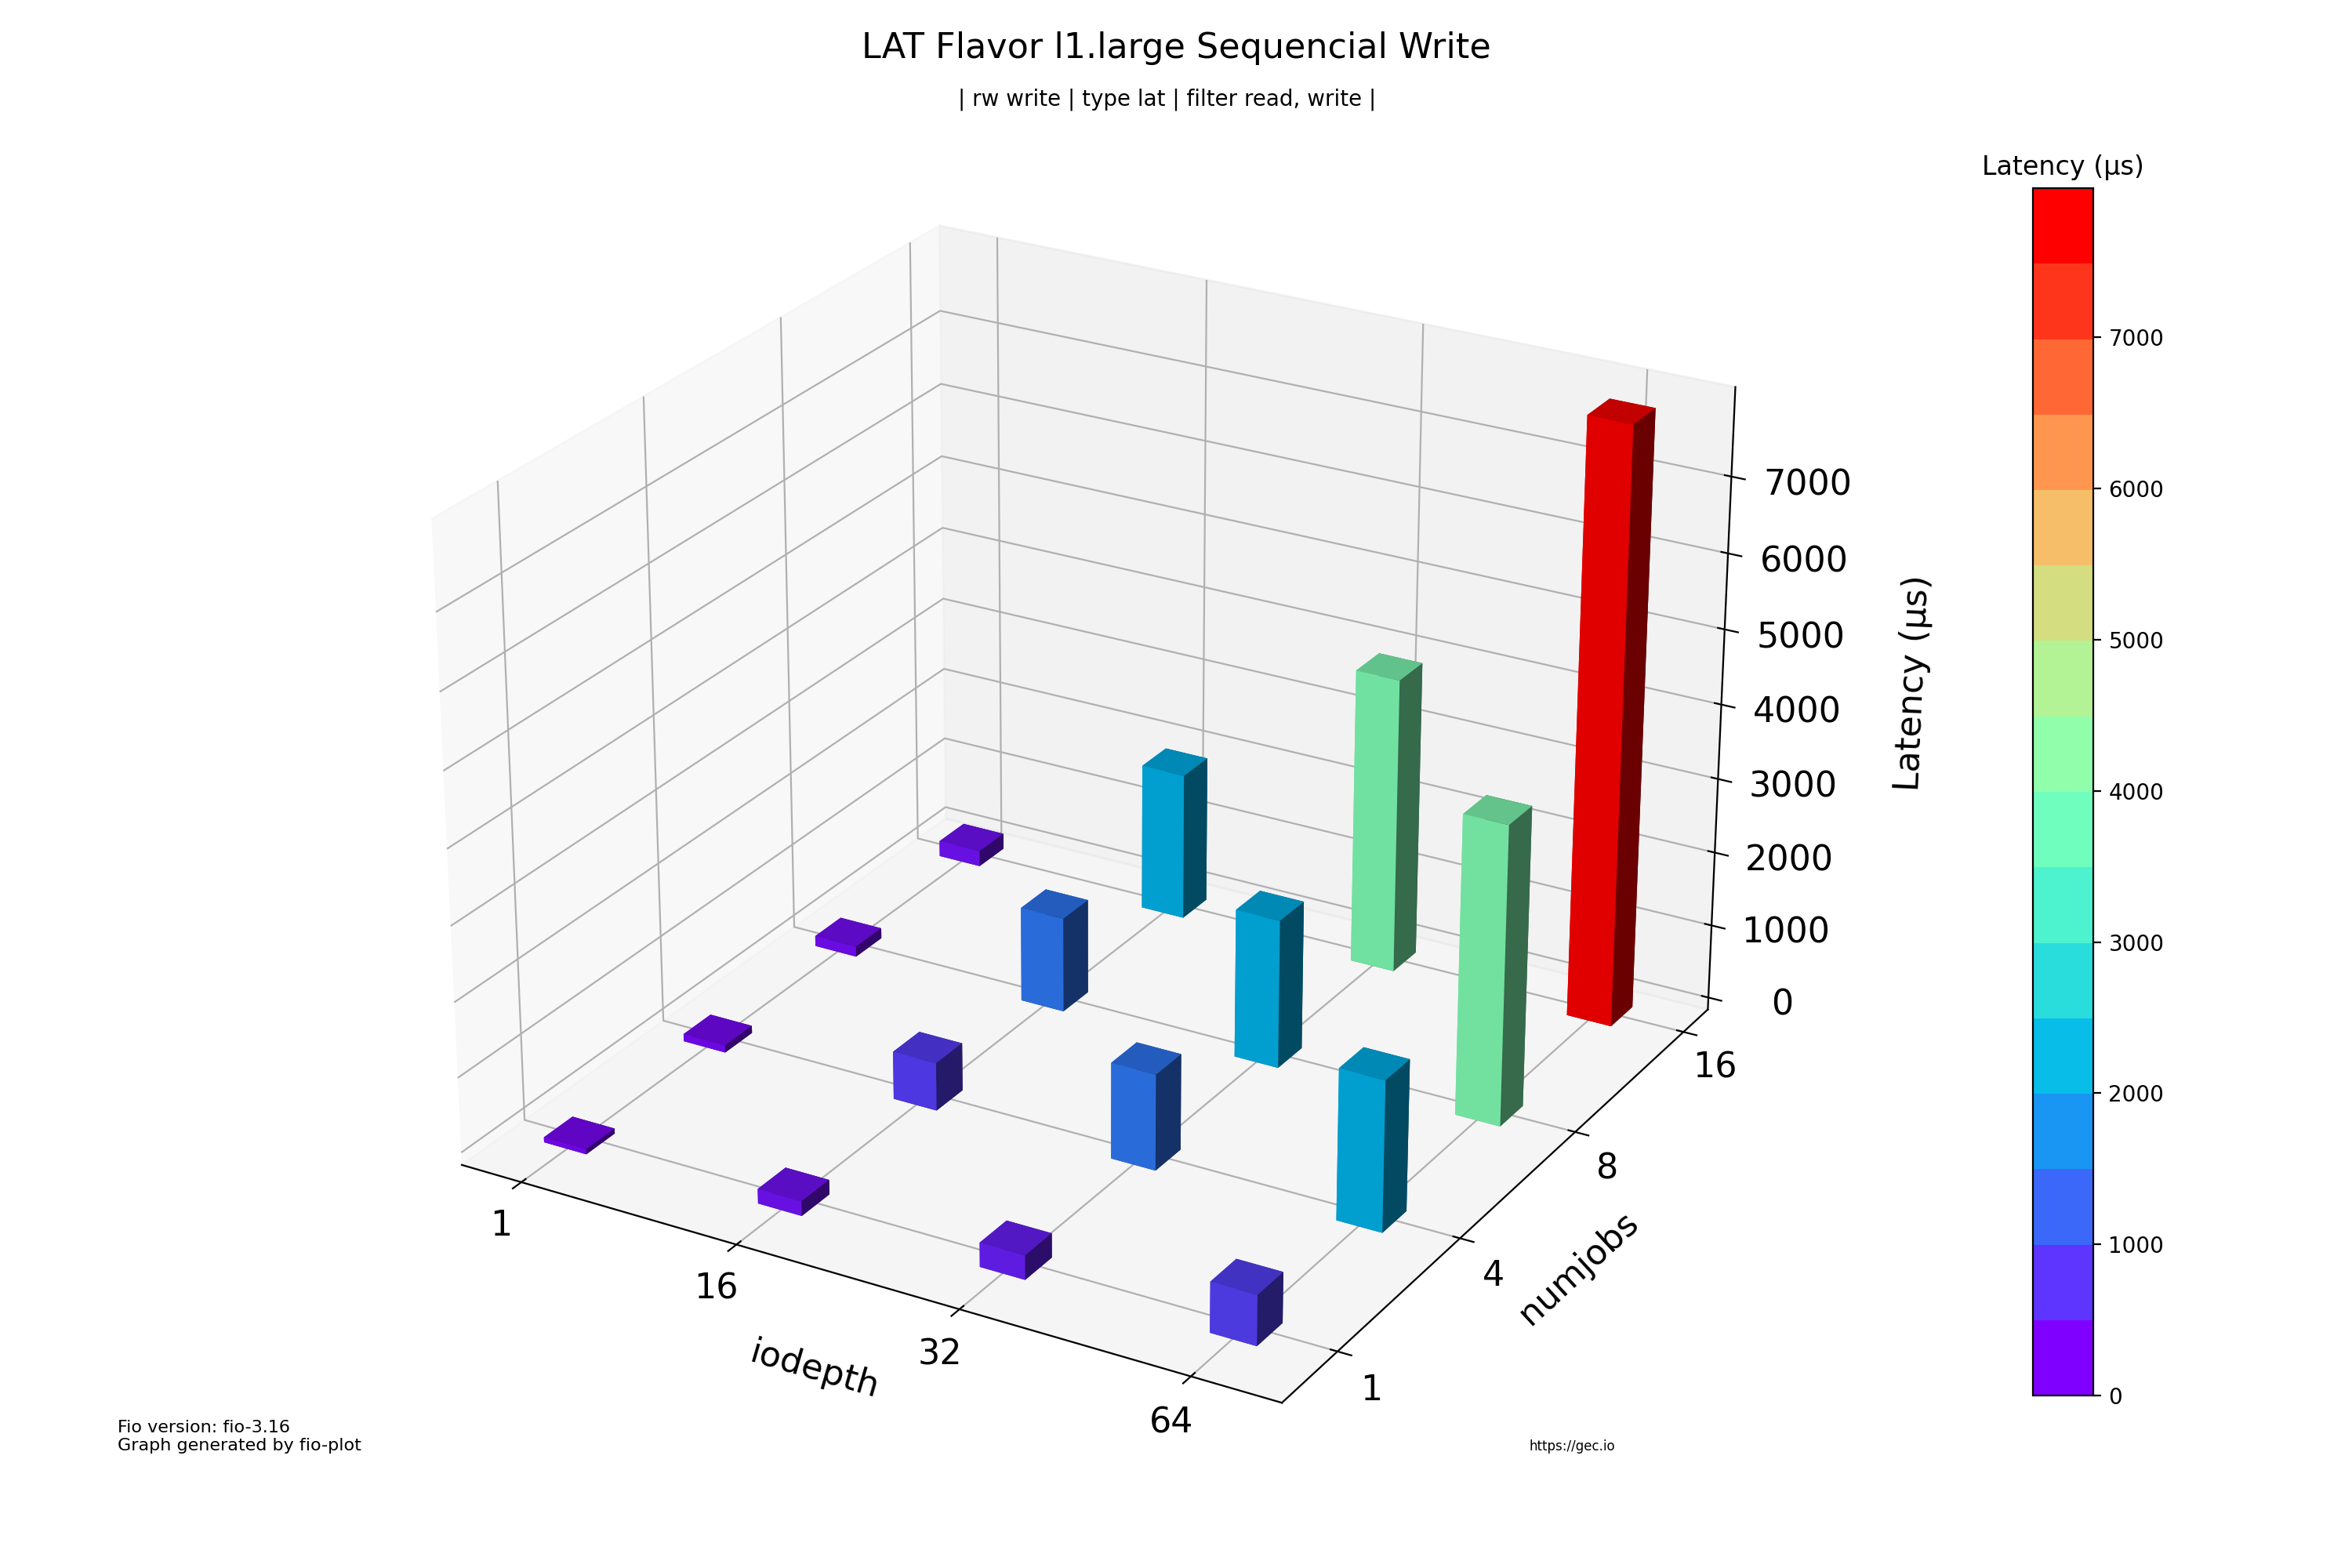 LAT Flavor l1.large Sequencial Write
| rw write | type lat | filter read, write |
Latency (µs)
7000
6000
5000
4000
3000
2000
1000
0
7000
6000
5000
4000
3000
2000
1000
0
Latency (µs)
16
8
4
1
numjobs
1
16
32
64
iodepth
Fio version: fio-3.16
Graph generated by fio-plot
https://gec.io